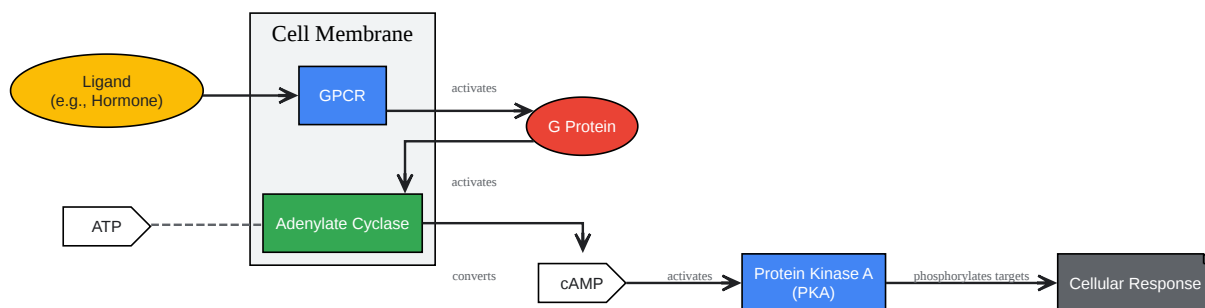 Cell Membrane
Ligand
(e.g., Hormone)
GPCR
activates
G Protein
activates
ATP
Adenylate Cyclase
converts
cAMP
activates
Protein Kinase A
(PKA)
phosphorylates targets
Cellular Response